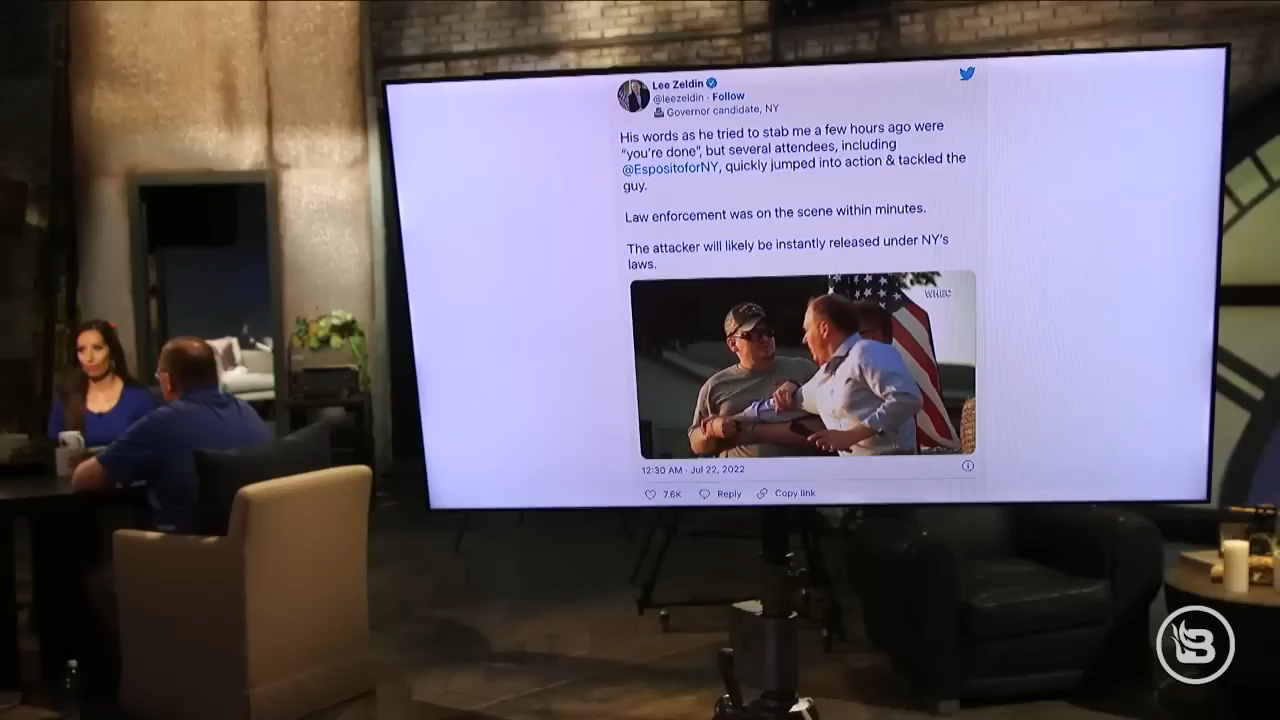 Lee Zeldin
@leezeldin · Follow
Governor candidate, NY
His words as he tried to stab me a few hours ago were
“you’re done”, but several attendees, including
@EspositoforNY, quickly jumped into action & tackled the
guy.
Law enforcement was on the scene within minutes.
The attacker will likely be instantly released under NY’s
laws.
WHEC
12:30 AM · Jul 22, 2022
7.6K Reply Copy link
B